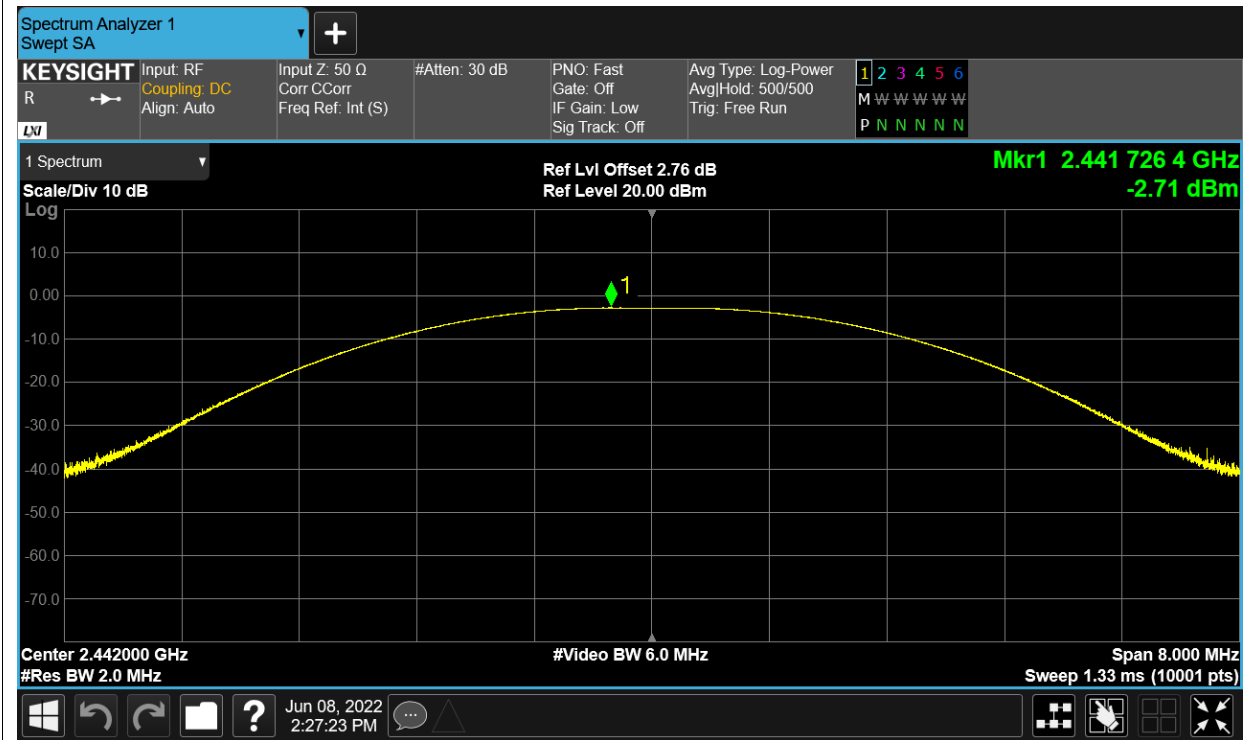 Spectrum Analyzer 1
Swept SA
KEYSIGHT
R
LXI
Input: RF
Coupling: DC
Align: Auto
Input Z: 50 Ω
Corr CCorr
Freq Ref: Int (S)
#Atten: 30 dB
PNO: Fast
Gate: Off
IF Gain: Low
Sig Track: Off
Avg Type: Log-Power
Avg|Hold: 500/500
Trig: Free Run
1 2 3 4 5 6
M W W W W W
P N N N N N
1 Spectrum
Scale/Div 10 dB
Ref Lvl Offset 2.76 dB
Ref Level 20.00 dBm
Mkr1 2.441 726 4 GHz
-2.71 dBm
Log
10.0
0.00
-10.0
-20.0
-30.0
-40.0
-50.0
-60.0
-70.0
1
Center 2.442000 GHz
#Res BW 2.0 MHz
#Video BW 6.0 MHz
Span 8.000 MHz
Sweep 1.33 ms (10001 pts)
?
Jun 08, 2022
2:27:23 PM